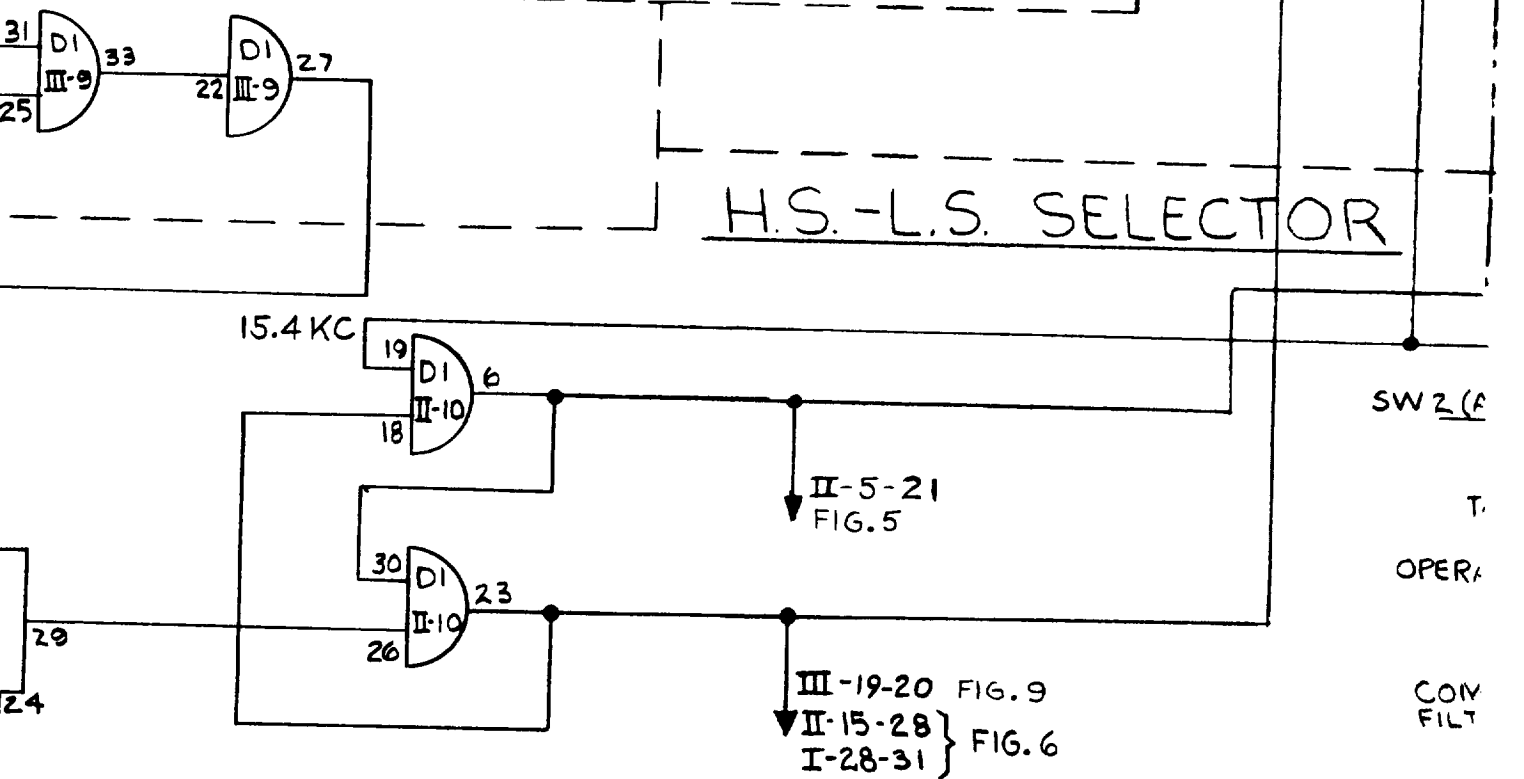 31
D1
33
III-9
25
D1
27
22
III-9
H.S.-L.S. SELECTOR
15.4 KC
19
D1
6
II-10
18
SW 2 (
II-5-21
FIG. 5
30
D1
23
II-10
26
29
24
III-19-20 FIG. 9
II-15-28
I-28-31 } FIG. 6